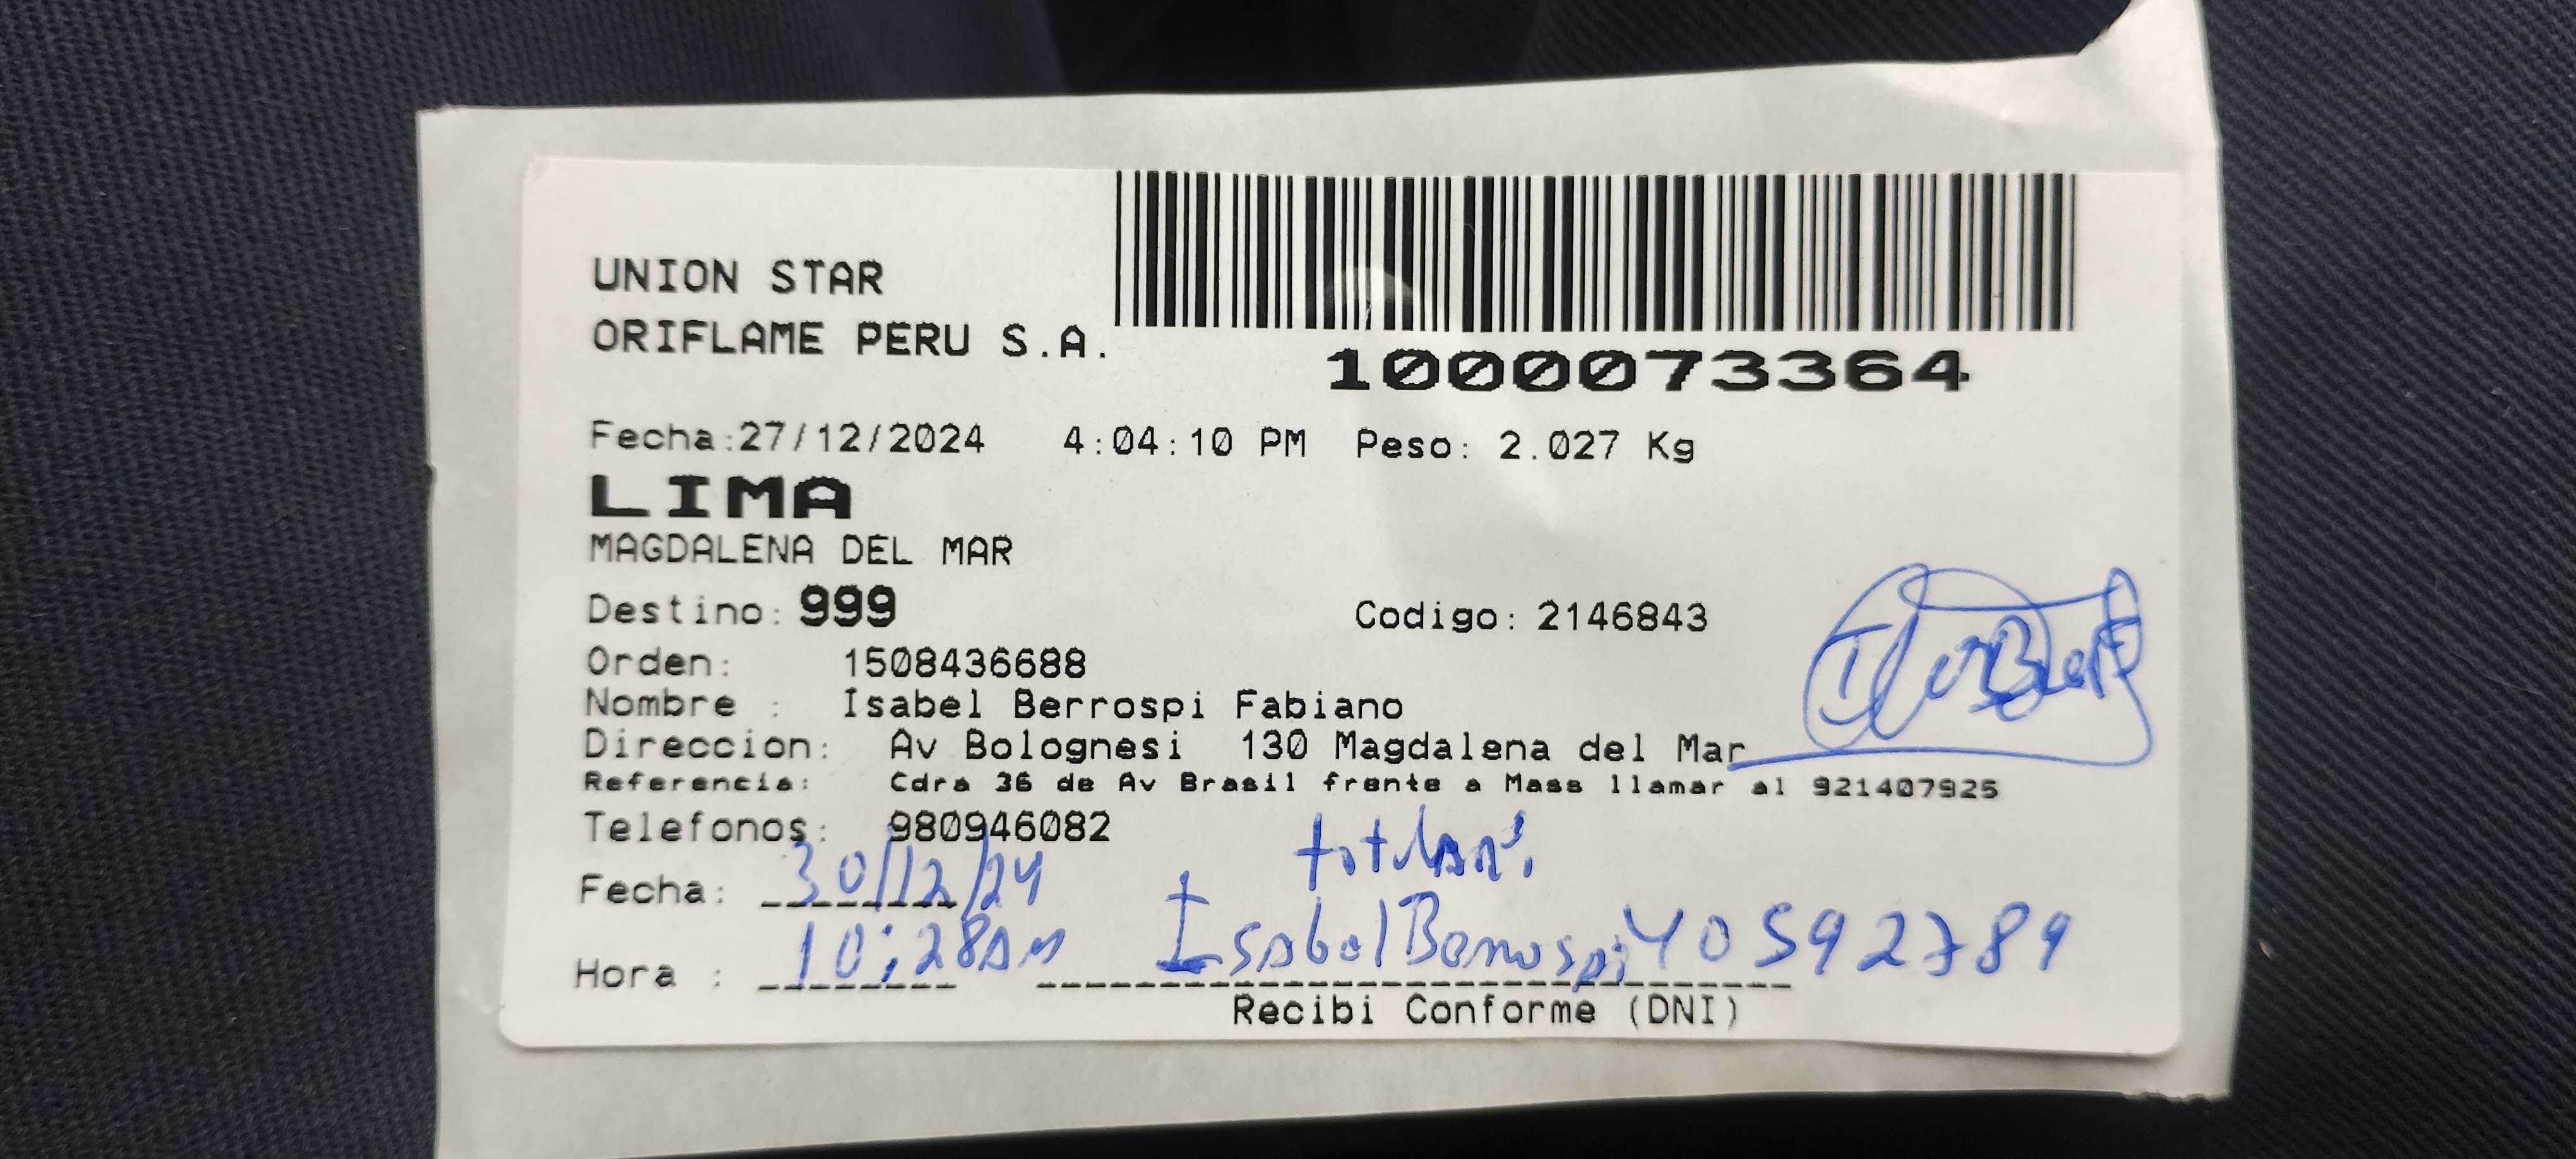 UNION STAR
ORIFLAME PERU S.A.
1000073364
Fecha:27/12/2024 4:04:10 PM Peso: 2.027 Kg
LIMA
MAGDALENA DEL MAR
Destino: 999 Codigo: 2146843
Orden: 1508436688
Nombre : Isabel Berrospi Fabiano
Direccion: Av Bolognesi 130 Magdalena del Mar
Referencia: Cdra 36 de Av Brasil frente a Mass llamar al 921407925
Telefonos: 980946082
titular
Fecha: 30/12/24
Hora : 10:28AM Isabel Berrospi 40592789
Recibi Conforme (DNI)